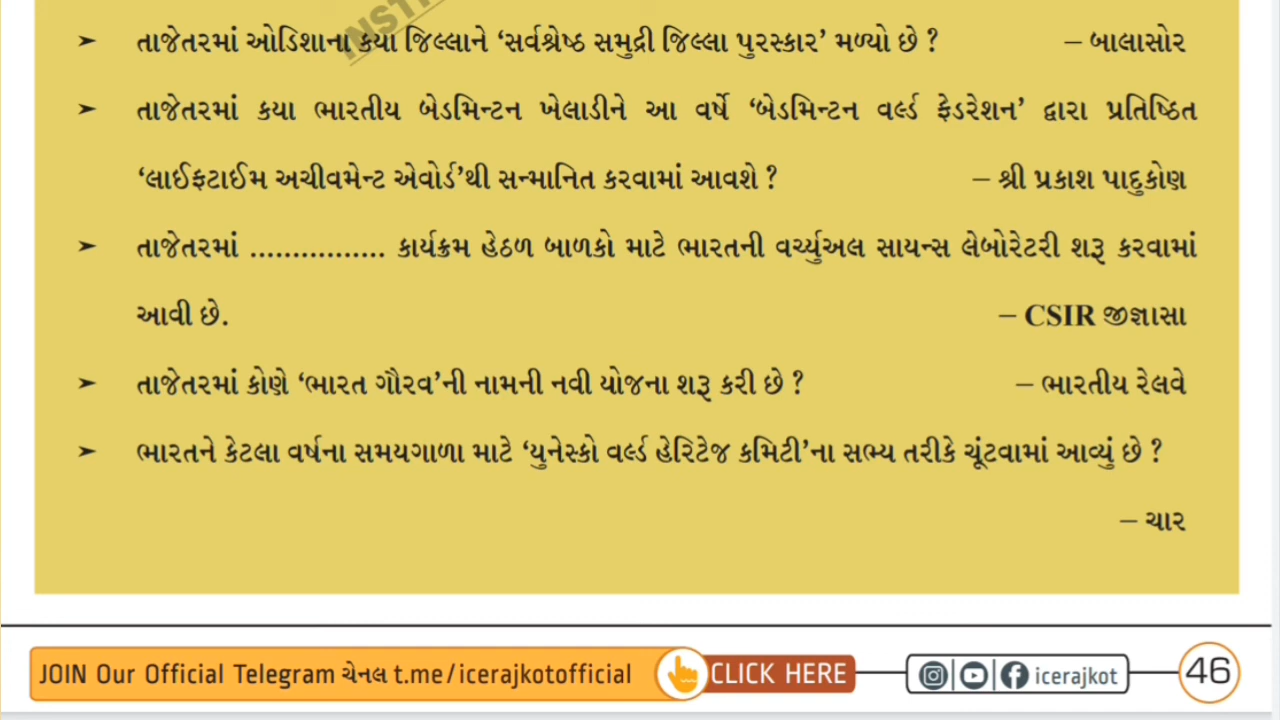 ➤ તાજેતરમાં ઓડિશાના કયા જિલ્લાને ‘સર્વશ્રેષ્ઠ સમુદ્રી જિલ્લા પુરસ્કાર’ મળ્યો છે ? – બાલાસોર
➤ તાજેતરમાં કયા ભારતીય બેડમિન્ટન ખેલાડીને આ વર્ષે ‘બેડમિન્ટન વર્લ્ડ ફેડરેશન’ દ્વારા પ્રતિષ્ઠિત
‘લાઈફટાઈમ અચીવમેન્ટ એવોર્ડ’થી સન્માનિત કરવામાં આવશે ? – શ્રી પ્રકાશ પાદુકોણ
➤ તાજેતરમાં ................ કાર્યક્રમ હેઠળ બાળકો માટે ભારતની વર્ચ્યુઅલ સાયન્સ લેબોરેટરી શરૂ કરવામાં
આવી છે. – CSIR જીજ્ઞાસા
➤ તાજેતરમાં કોણે ‘ભારત ગૌરવ’ની નામની નવી યોજના શરૂ કરી છે ? – ભારતીય રેલવે
➤ ભારતને કેટલા વર્ષના સમયગાળા માટે ‘યુનેસ્કો વર્લ્ડ હેરિટેજ કમિટી’ના સભ્ય તરીકે ચૂંટવામાં આવ્યું છે ?
– ચાર
JOIN Our Official Telegram ચેનલ t.me/icerajkotofficial CLICK HERE icerajkot 46